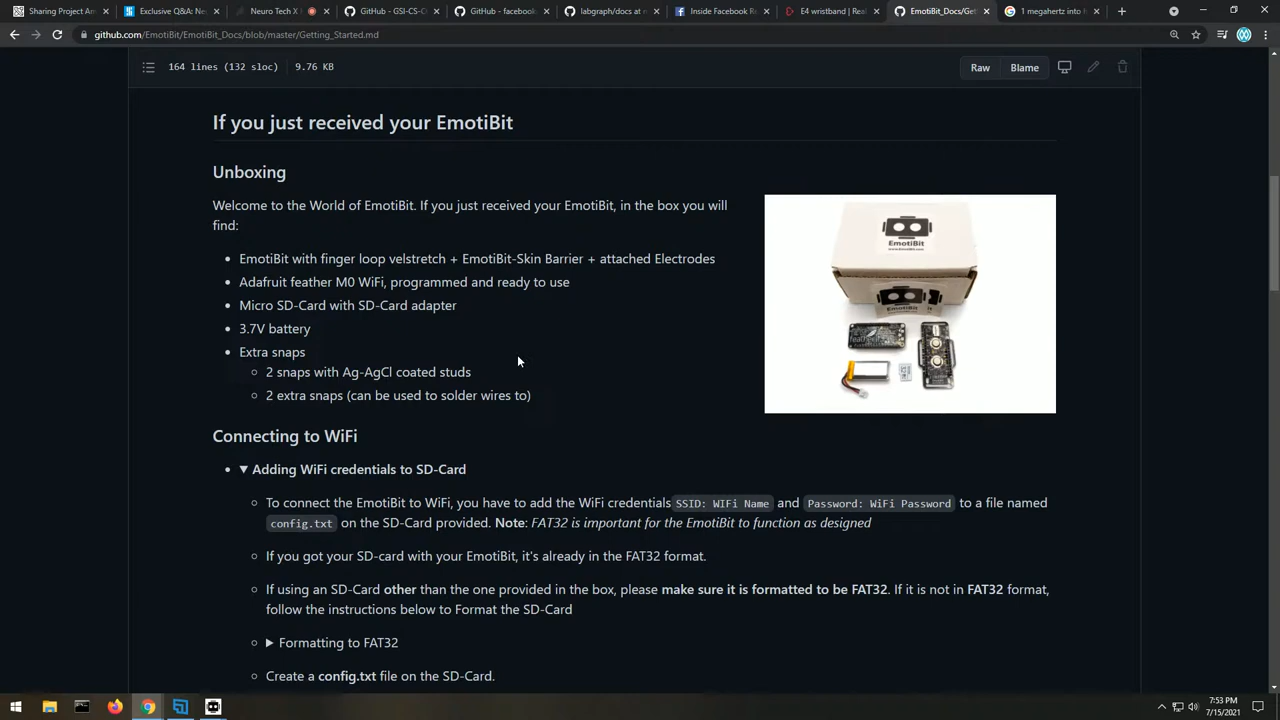 Sharing Project Am
Exclusive Q&A: Ne
Neuro Tech X
GitHub - GSI-CS-C
GitHub - facebook
labgraph/docs at m
Inside Facebook Re
E4 wristband | Real
EmotiBit_Docs/Get
1 megahertz into
github.com/EmotiBit/EmotiBit_Docs/blob/master/Getting_Started.md
164 lines (132 sloc) 9.76 KB
Raw Blame
If you just received your EmotiBit
Unboxing
Welcome to the World of EmotiBit. If you just received your EmotiBit, in the box you will
find:
EmotiBit with finger loop velstretch + EmotiBit-Skin Barrier + attached Electrodes
Adafruit feather M0 WiFi, programmed and ready to use
Micro SD-Card with SD-Card adapter
3.7V battery
Extra snaps
2 snaps with Ag-AgCl coated studs
2 extra snaps (can be used to solder wires to)
EmotiBit
EmotiBit
Connecting to WiFi
Adding WiFi credentials to SD-Card
To connect the EmotiBit to WiFi, you have to add the WiFi credentials SSID: WIFi Name and Password: WiFi Password to a file named
config.txt on the SD-Card provided. Note: FAT32 is important for the EmotiBit to function as designed
If you got your SD-card with your EmotiBit, it's already in the FAT32 format.
If using an SD-Card other than the one provided in the box, please make sure it is formatted to be FAT32. If it is not in FAT32 format,
follow the instructions below to Format the SD-Card
Formatting to FAT32
Create a config.txt file on the SD-Card.
7:53 PM
7/15/2021